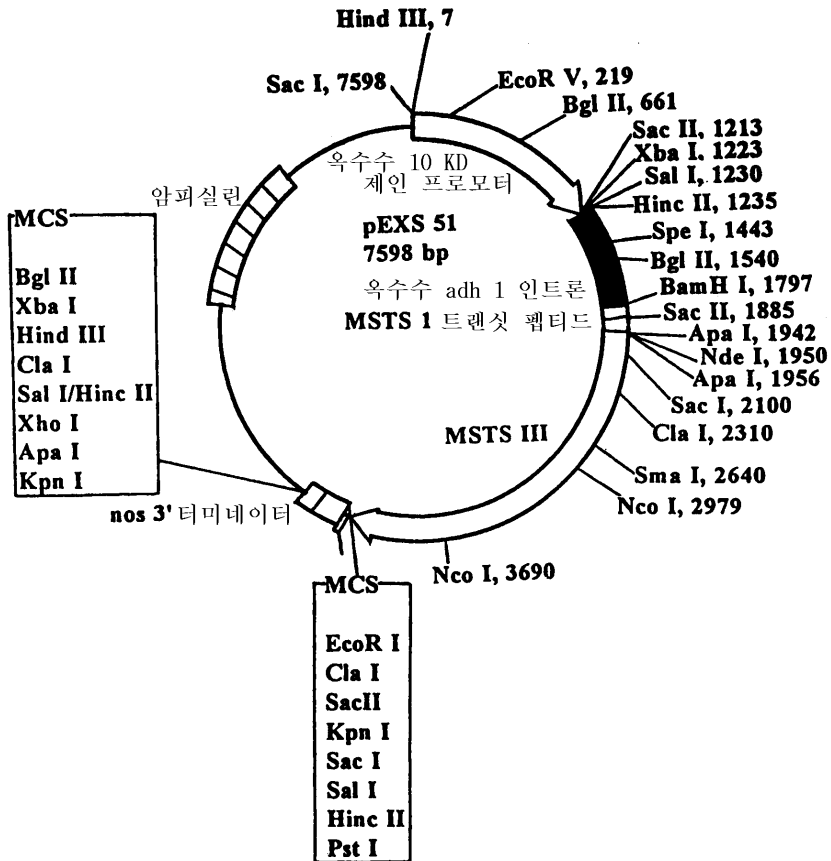 Hind III, 7
Sac I, 7598
EcoR V, 219
Bgl II, 661
Sac II, 1213
Xba I. 1223
Sal I, 1230
Hinc II, 1235
Spe I, 1443
Bgl II, 1540
BamH I, 1797
Sac II, 1885
Apa I, 1942
Nde I, 1950
Apa I, 1956
Sac I, 2100
Cla I, 2310
Sma I, 2640
Nco I, 2979
Nco I, 3690
옥수수 10 KD
제인 프로모터
암피실린
pEXS 51
7598 bp
옥수수 adh 1 인트론
MSTS 1 트랜싯 펩티드
MSTS III
nos 3' 터미네이터
MCS
Bgl II
Xba I
Hind III
Cla I
Sal I/Hinc II
Xho I
Apa I
Kpn I
MCS
EcoR I
Cla I
SacII
Kpn I
Sac I
Sal I
Hinc II
Pst I